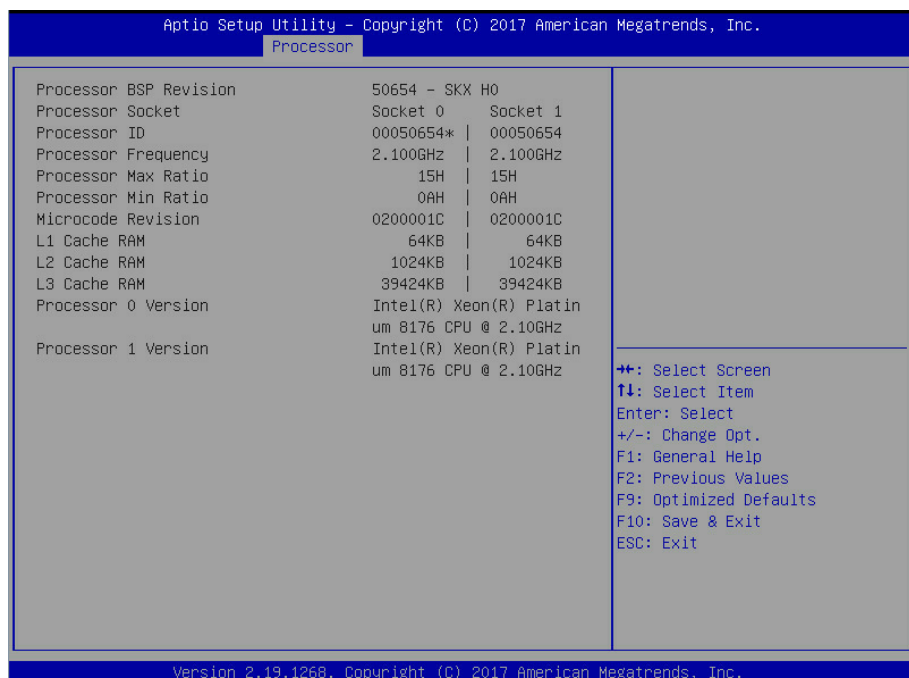 Aptio Setup Utility – Copyright (C) 2017 American Megatrends, Inc.
Processor
Processor BSP Revision 50654 – SKX H0
Processor Socket Socket 0 Socket 1
Processor ID 00050654* | 00050654
Processor Frequency 2.100GHz | 2.100GHz
Processor Max Ratio 15H | 15H
Processor Min Ratio 0AH | 0AH
Microcode Revision 0200001C | 0200001C
L1 Cache RAM 64KB | 64KB
L2 Cache RAM 1024KB | 1024KB
L3 Cache RAM 39424KB | 39424KB
Processor 0 Version Intel(R) Xeon(R) Platin
um 8176 CPU @ 2.10GHz
Processor 1 Version Intel(R) Xeon(R) Platin
um 8176 CPU @ 2.10GHz
→←: Select Screen
↑↓: Select Item
Enter: Select
+/-: Change Opt.
F1: General Help
F2: Previous Values
F9: Optimized Defaults
F10: Save & Exit
ESC: Exit
Version 2.19.1268. Copyright (C) 2017 American Megatrends, Inc.